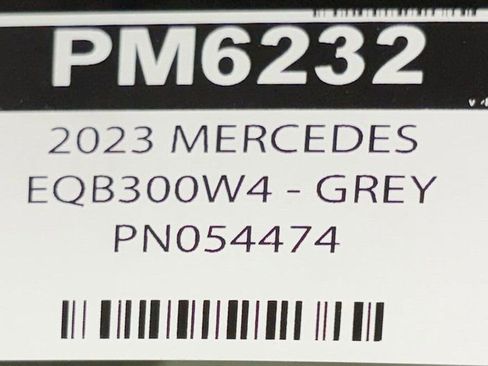 PM6232
2023 MERCEDES
EQB300W4 - GREY
PN054474